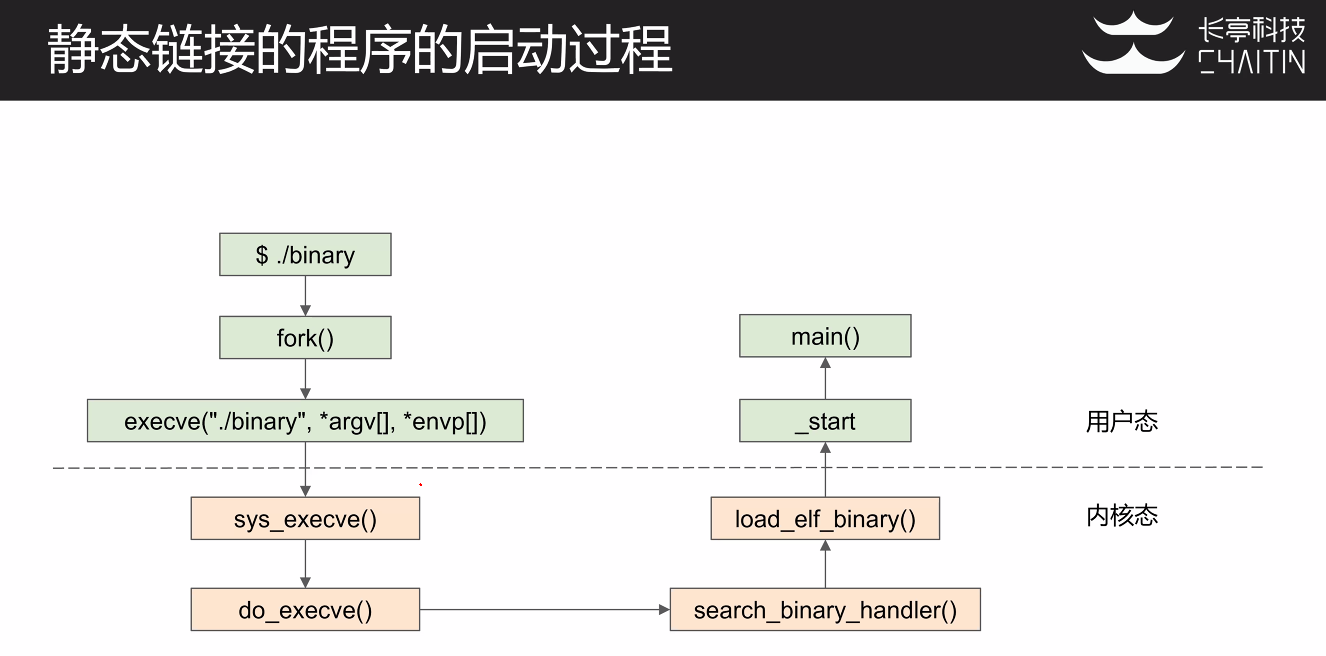 静态链接的程序的启动过程
长亭科技
CHAITIN
$ ./binary
fork()
execve("./binary", *argv[], *envp[])
sys_execve()
do_execve()
main()
_start
load_elf_binary()
search_binary_handler()
用户态
内核态